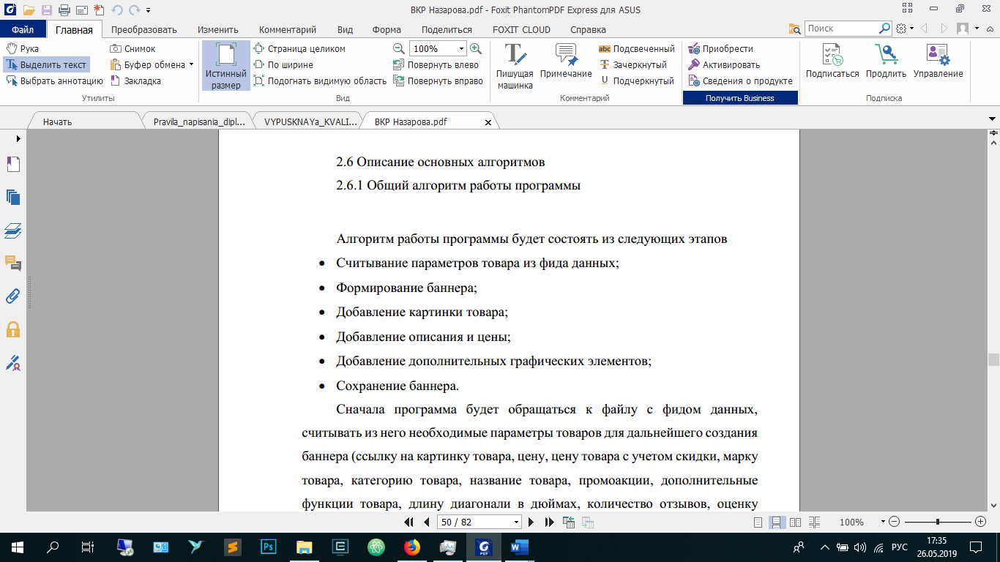 ВКР Назарова.pdf - Foxit PhantomPDF Express для ASUS
Файл Главная Преобразовать Изменить Комментарий Вид Форма Поделиться FOXIT CLOUD Справка Поиск
Рука Снимок Страница целиком 100% Подсвеченный Приобрести
Выделить текст Буфер обмена Истинный размер По ширине Повернуть влево Пишущая машинка Примечание Зачеркнутый Активировать Подписаться Продлить Управление
Выбрать аннотацию Закладка Подогнать видимую область Повернуть вправо Подчеркнутый Сведения о продукте
Утилиты Вид Комментарий Получить Business Подписка
Начать Pravila_napisania_dipl... VYPUSKNAYa_KVALI... ВКР Назарова.pdf
2.6 Описание основных алгоритмов
2.6.1 Общий алгоритм работы программы
Алгоритм работы программы будет состоять из следующих этапов
• Считывание параметров товара из фида данных;
• Формирование баннера;
• Добавление картинки товара;
• Добавление описания и цены;
• Добавление дополнительных графических элементов;
• Сохранение баннера.
Сначала программа будет обращаться к файлу с фидом данных,
считывать из него необходимые параметры товаров для дальнейшего создания
баннера (ссылку на картинку товара, цену, цену товара с учетом скидки, марку
товара, категорию товара, название товара, промоакции, дополнительные
функции товара, длину диагонали в дюймах, количество отзывов, оценку
50 / 82 100%
РУС 17:35
26.05.2019